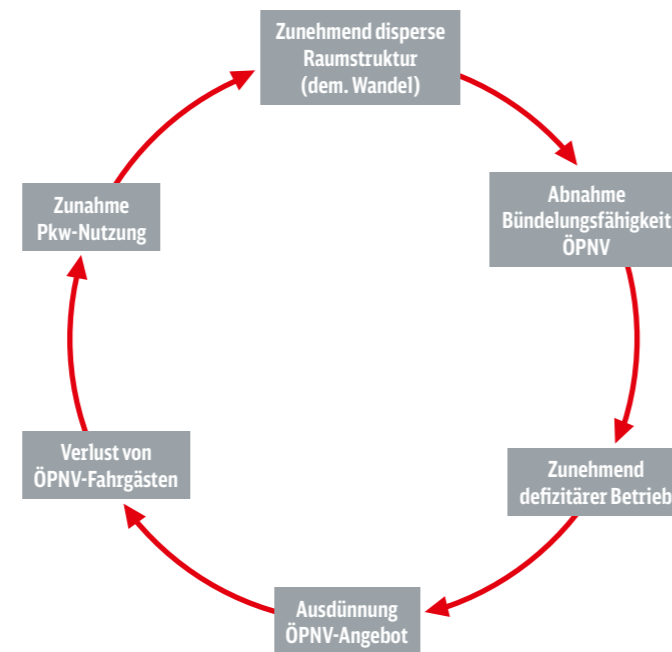 Zunehmend disperse
Raumstruktur
(dem. Wandel)
Abnahme
Bündelungsfähigkeit
ÖPNV
Zunehmend
defizitärer Betrieb
Ausdünnung
ÖPNV-Angebot
Verlust von
ÖPNV-Fahrgästen
Zunahme
Pkw-Nutzung